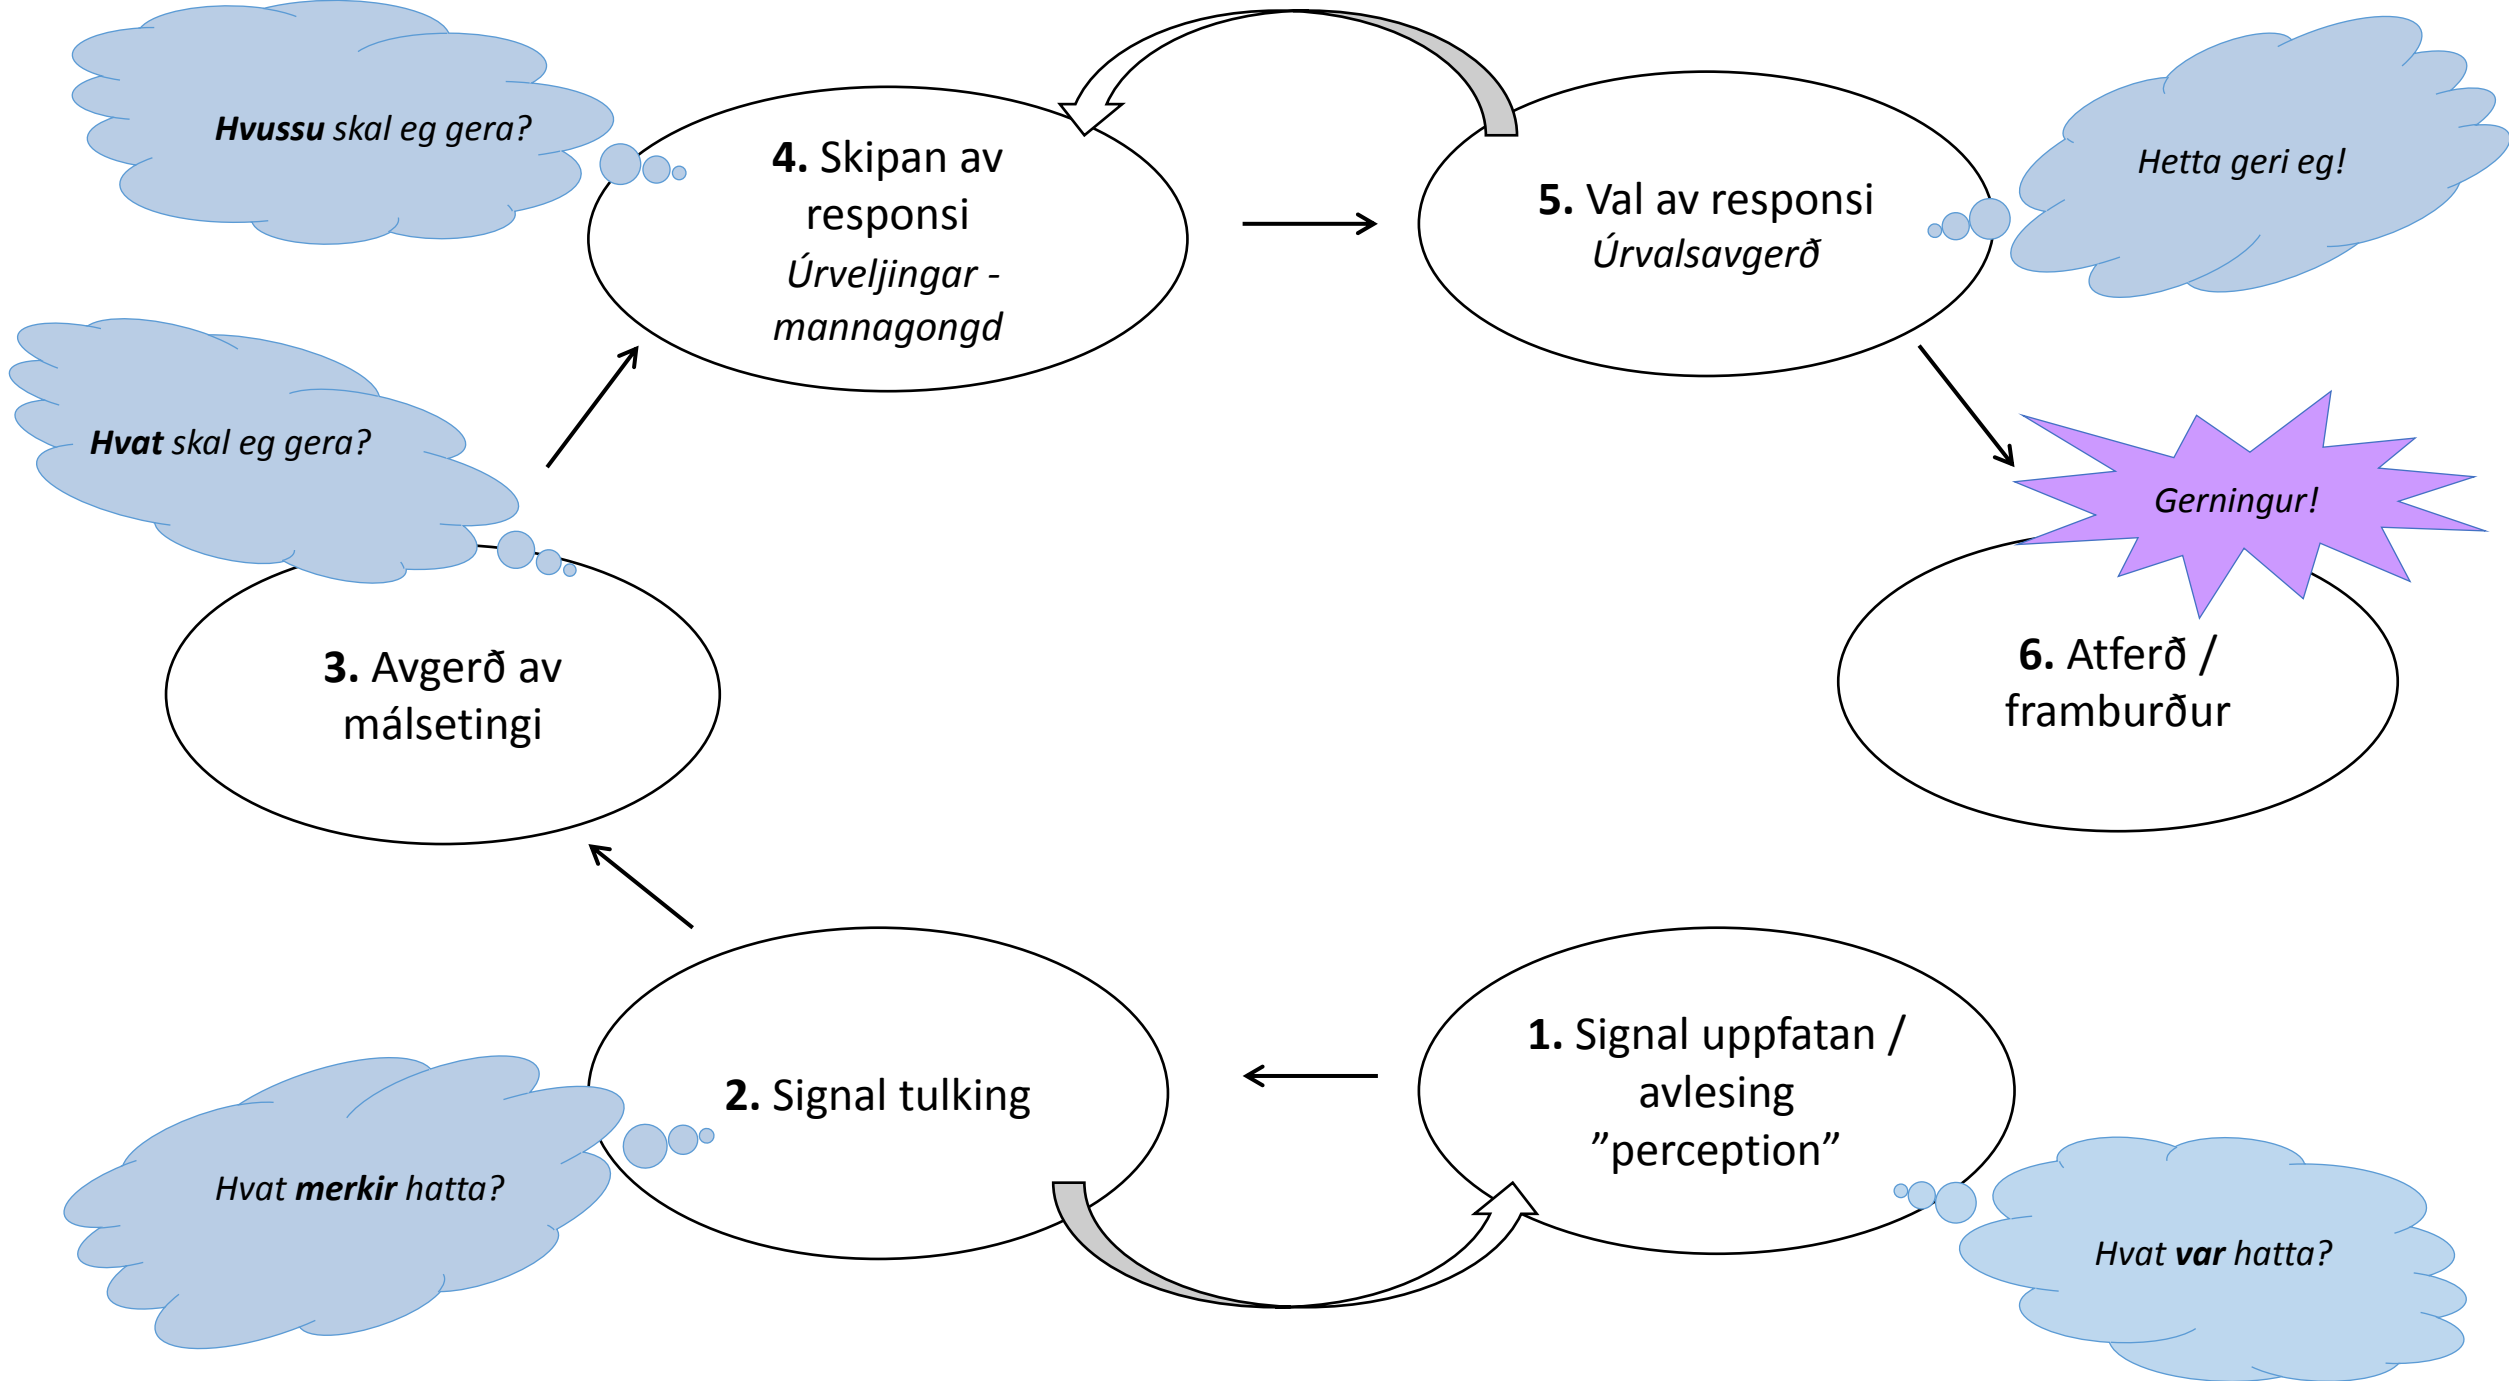 Hvussu skal eg gera?
4. Skipan av
responsi
Úrveljingar -
mannagongd
5. Val av responsi
Úrvalsavgerð
Hetta geri eg!
Hvat skal eg gera?
Gerningur!
3. Avgerð av
málsetingi
6. Atferð /
framburður
2. Signal tulking
Hvat merkir hatta?
1. Signal uppfatan /
avlesing
”perception”
Hvat var hatta?